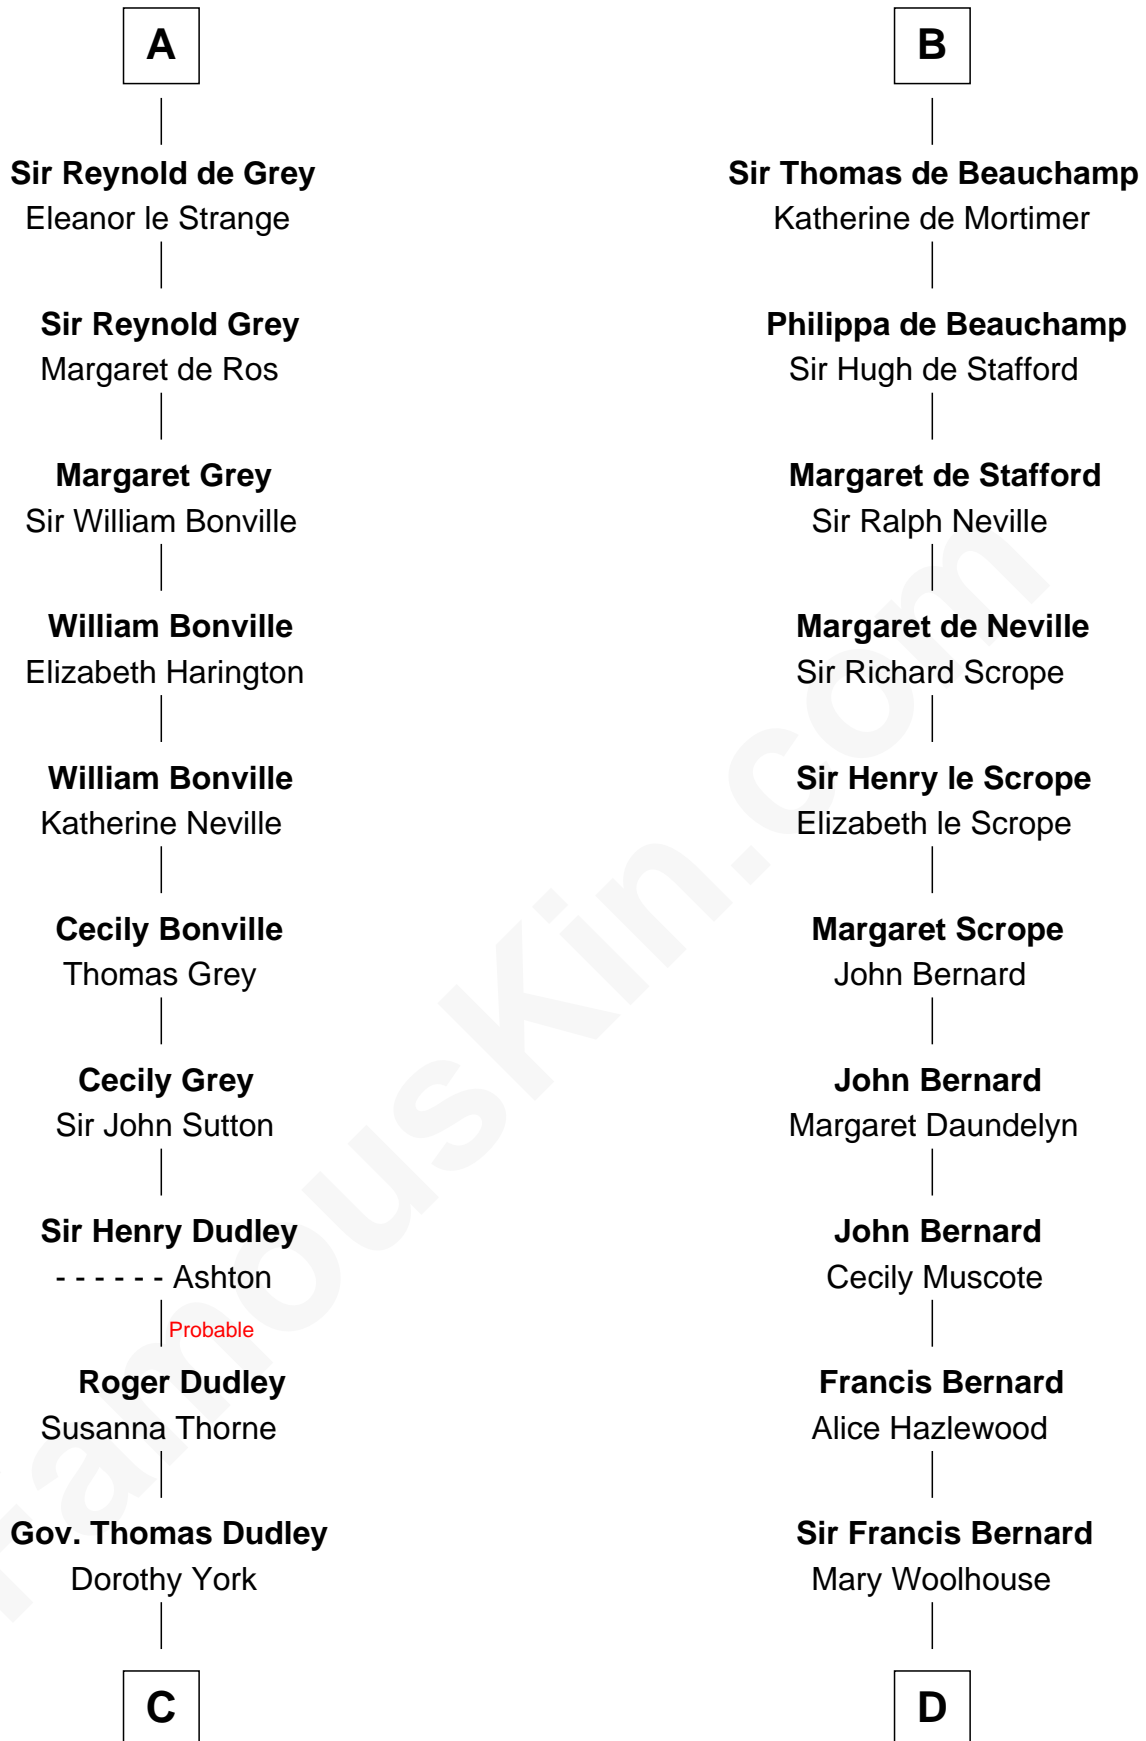 A
Sir Reynold de Grey
Eleanor le Strange
Sir Reynold Grey
Margaret de Ros
Margaret Grey
Sir William Bonville
William Bonville
Elizabeth Harington
William Bonville
Katherine Neville
Cecily Bonville
Thomas Grey
Cecily Grey
Sir John Sutton
Sir Henry Dudley
- - - - - - Ashton
Probable
Roger Dudley
Susanna Thorne
Gov. Thomas Dudley
Dorothy York
C
B
Sir Thomas de Beauchamp
Katherine de Mortimer
Philippa de Beauchamp
Sir Hugh de Stafford
Margaret de Stafford
Sir Ralph Neville
Margaret de Neville
Sir Richard Scrope
Sir Henry le Scrope
Elizabeth le Scrope
Margaret Scrope
John Bernard
John Bernard
Margaret Daundelyn
John Bernard
Cecily Muscote
Francis Bernard
Alice Hazlewood
Sir Francis Bernard
Mary Woolhouse
D
FamousKin.com